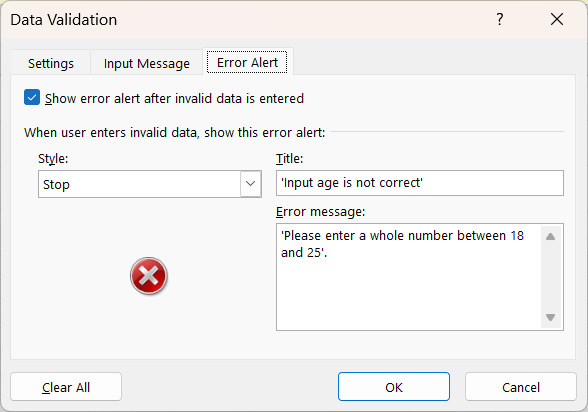 Data Validation
?
Settings
Input Message
Error Alert
Show error alert after invalid data is entered
When user enters invalid data, show this error alert:
Style:
Title:
Stop
'Input age is not correct'
Error message:
'Please enter a whole number between 18
and 25'.
Clear All
OK
Cancel